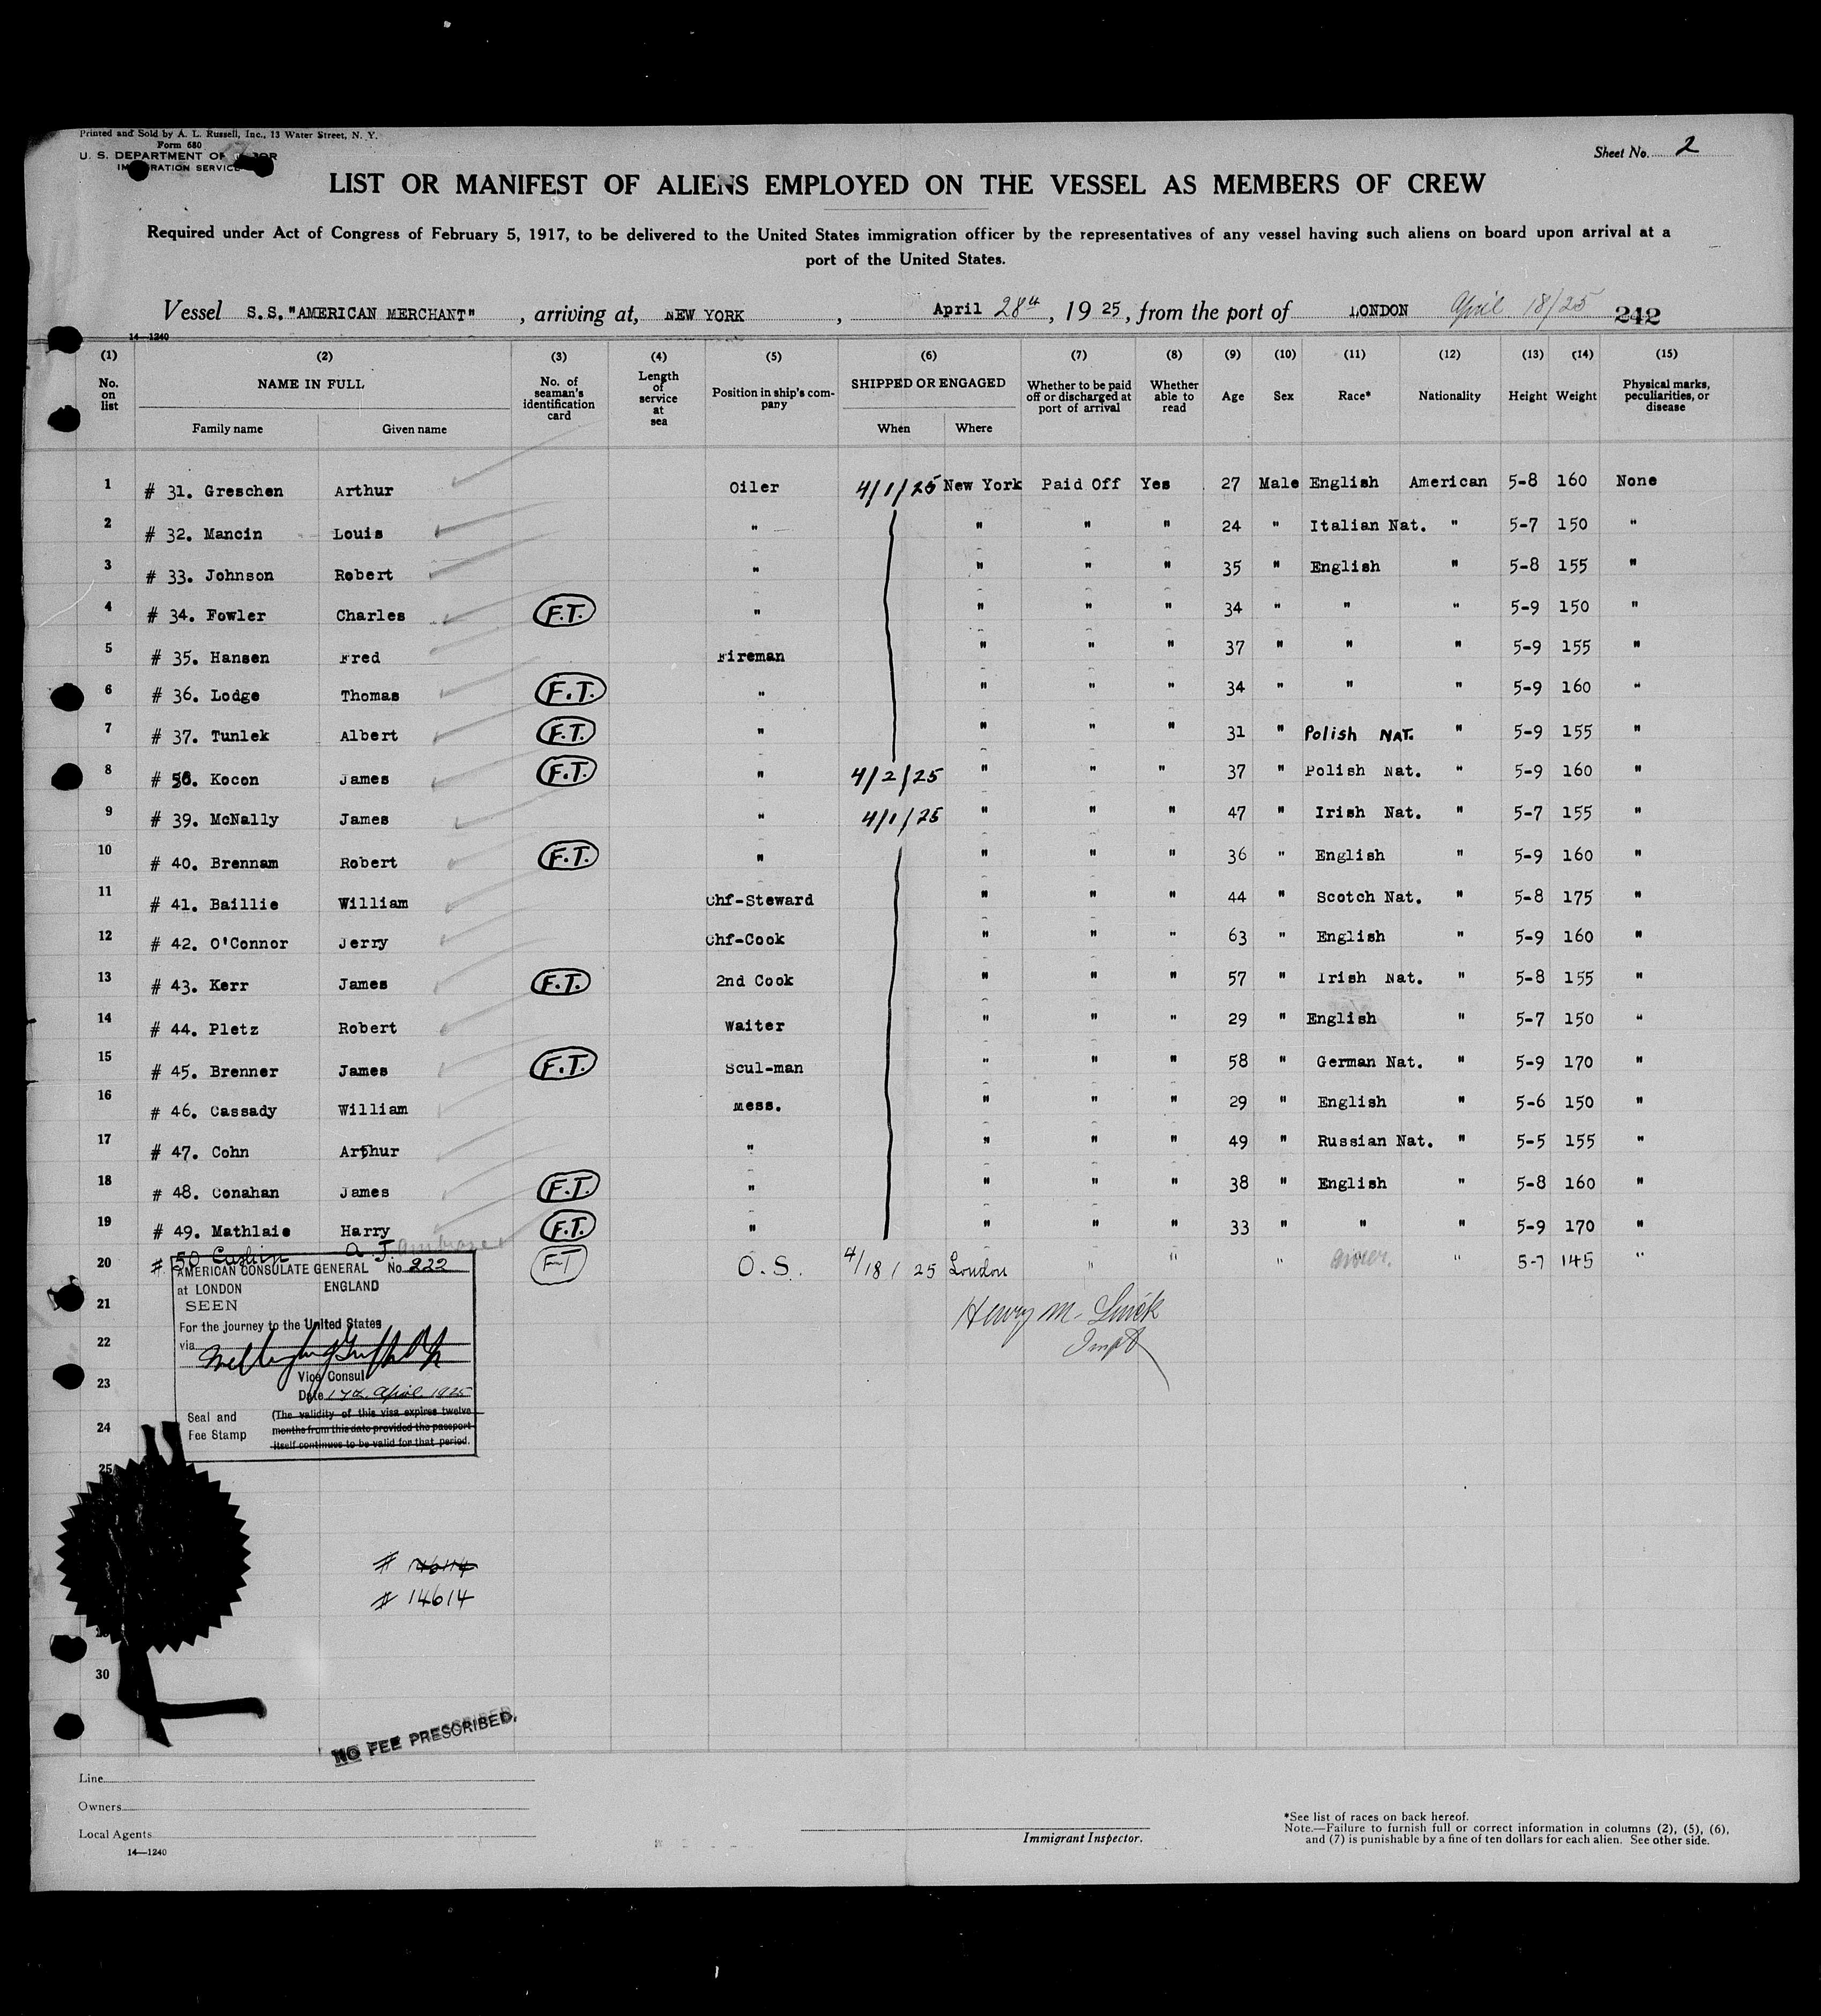 Printed and Sold by A. L. Russell, Inc., 13 Water Street, N. Y.
Form 680
U. S. DEPARTMENT OF LABOR
IMMIGRATION SERVICE
Sheet No. 2
LIST OR MANIFEST OF ALIENS EMPLOYED ON THE VESSEL AS MEMBERS OF CREW
Required under Act of Congress of February 5, 1917, to be delivered to the United States immigration officer by the representatives of any vessel having such aliens on board upon arrival at a
port of the United States.
Vessel S.S. "AMERICAN MERCHANT", arriving at, NEW YORK, April 28th, 1925, from the port of LONDON April 18/25 242
14—1240
(1) (2) (3) (4) (5) (6) (7) (8) (9) (10) (11) (12) (13) (14) (15)
No. on list NAME IN FULL No. of seaman's identification card Length of service at sea Position in ship's company SHIPPED OR ENGAGED Whether to be paid off or discharged at port of arrival Whether able to read Age Sex Race* Nationality Height Weight Physical marks, peculiarities, or disease
Family name Given name When Where
1 # 31. Greschen Arthur Oiler 4/1/25 New York Paid Off Yes 27 Male English American 5-8 160 None
2 # 32. Mancin Louis " " " " 24 " Italian Nat. " 5-7 150 "
3 # 33. Johnson Robert " " " " 35 " English " 5-8 155 "
4 # 34. Fowler Charles F.T. " " " " 34 " " " 5-9 150 "
5 # 35. Hansen Fred Fireman " " " 37 " " " 5-9 155 "
6 # 36. Lodge Thomas F.T. " " " " 34 " " " 5-9 160 "
7 # 37. Tunlek Albert F.T. " " " " 31 " Polish NAT. " 5-9 155 "
8 # 38. Kocon James F.T. " 4/2/25 " " " 37 " Polish Nat. " 5-9 160 "
9 # 39. McNally James " 4/1/25 " " " 47 " Irish Nat. " 5-7 155 "
10 # 40. Brennam Robert F.T. " " " " 36 " English " 5-9 160 "
11 # 41. Baillie William Chf-Steward " " " 44 " Scotch Nat. " 5-8 175 "
12 # 42. O'Connor Jerry Chf-Cook " " " 63 " English " 5-9 160 "
13 # 43. Kerr James F.T. 2nd Cook " " " 57 " Irish Nat. " 5-8 155 "
14 # 44. Pletz Robert Waiter " " " 29 " English " 5-7 150 "
15 # 45. Brenner James F.T. Scul-man " " " 58 " German Nat. " 5-9 170 "
16 # 46. Cassady William Mess. " " " 29 " English " 5-6 150 "
17 # 47. Cohn Arthur " " " " 49 " Russian Nat. " 5-5 155 "
18 # 48. Conahan James F.T. " " " " 38 " English " 5-8 160 "
19 # 49. Mathlaie Harry F.T. " " " " 33 " " " 5-9 170 "
20 # 50 Cushin A. J. Ambrose FT O.S. 4/18/25 London " " " Amer. " 5-7 145 "
AMERICAN CONSULATE GENERAL No 222
at LONDON ENGLAND
21 SEEN
For the journey to the United States
Henry M.
22 via
Vice Consul
23 Date 17th April 1925
Seal and Fee Stamp
(The validity of this visa expires twelve
24 months from this date provided the passport
itself continues to be valid for that period.
25
# 14614
# 14614
30
NO FEE PRESCRIBED.
Line
Owners
Local Agents
14—1240
Immigrant Inspector.
*See list of races on back hereof.
Note.—Failure to furnish full or correct information in columns (2), (5), (6),
and (7) is punishable by a fine of ten dollars for each alien. See other side.